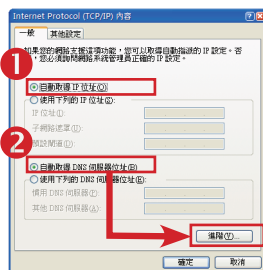 Internet Protocol (TCP/IP) 內容
一般 其他設定
如果您的網路支援這項功能，您可以取得自動指派的 IP 設定。否
，您必須詢問網路系統管理員正確的 IP 設定。
1
自動取得 IP 位址(O)
使用下列的 IP 位址(S):
IP 位址(I):
子網路遮罩(U):
預設閘道(D):
2
自動取得 DNS 伺服器位址(B)
使用下列的 DNS 伺服器位址(E):
慣用 DNS 伺服器(P):
其他 DNS 伺服器(A):
進階(V)...
確定 取消